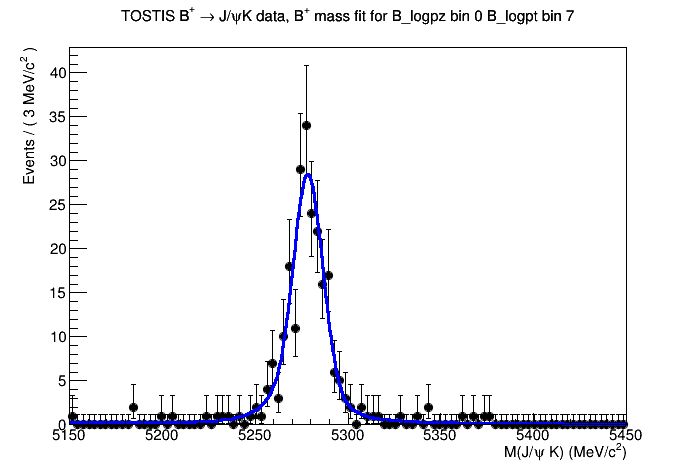 TOSTIS B⁺ → J/ψK data, B⁺ mass fit for B_logpz bin 0 B_logpt bin 7
Events / ( 3 MeV/c² )
40
35
30
25
20
15
10
5
0
5150 5200 5250 5300 5350 5400 5450
M(J/ψ K) (MeV/c²)